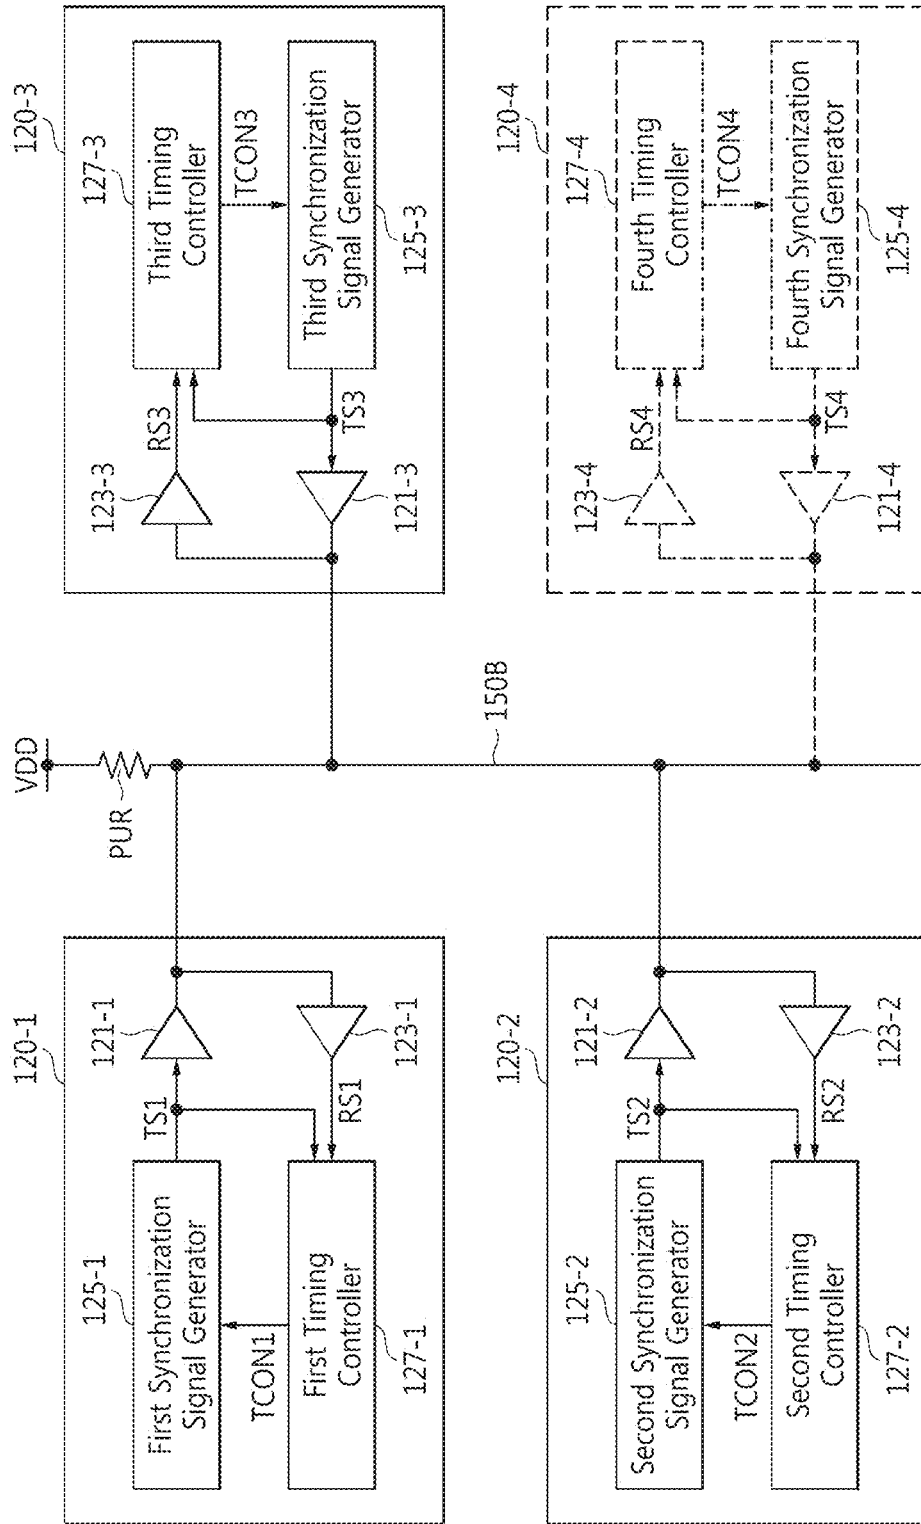 120-1
125-1
First Synchronization
Signal Generator
TS1
121-1
TCON1
First Timing
Controller
127-1
RS1
123-1
VDD
PUR
150B
120-3
123-3
RS3
127-3
Third Timing
Controller
TCON3
121-3
TS3
Third Synchronization
Signal Generator
125-3
120-2
125-2
Second Synchronization
Signal Generator
TS2
121-2
TCON2
Second Timing
Controller
127-2
RS2
123-2
120-4
123-4
RS4
127-4
Fourth Timing
Controller
TCON4
121-4
TS4
Fourth Synchronization
Signal Generator
125-4